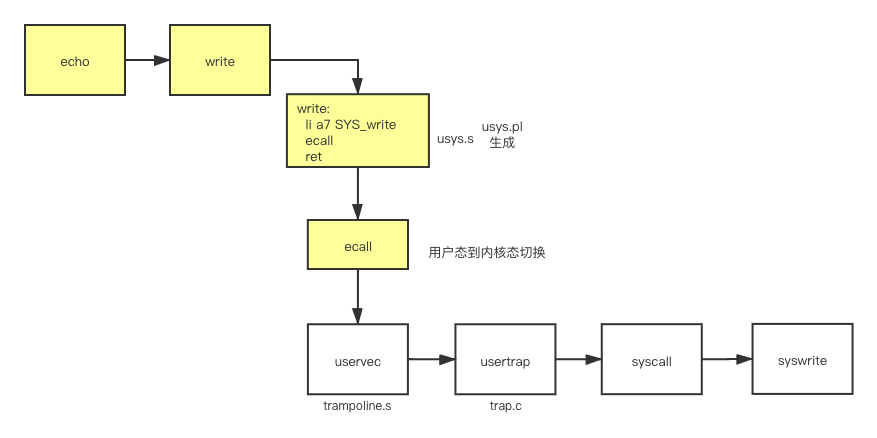 echo
write
write:
li a7 SYS_write
ecall
ret
usys.s
usys.pl
生成
ecall
用户态到内核态切换
uservec
usertrap
syscall
syswrite
trampoline.s
trap.c